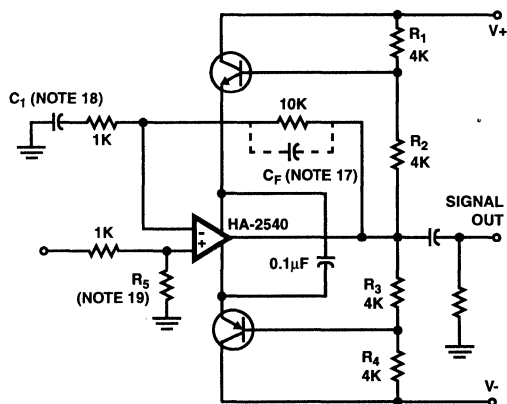 V+
R1
4K
C1 (NOTE 18)
1K
10K
R2
4K
CF (NOTE 17)
SIGNAL
OUT
HA-2540
-
+
1K
0.1μF
R5
(NOTE 19)
R3
4K
R4
4K
V-